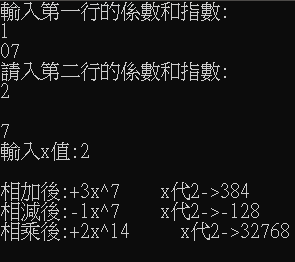 輸入第一行的係數和指數:
1
07
請入第二行的係數和指數:
2
7
輸入x值:2
相加後:+3x^7    x代2->384
相減後:-1x^7    x代2->-128
相乘後:+2x^14     x代2->32768